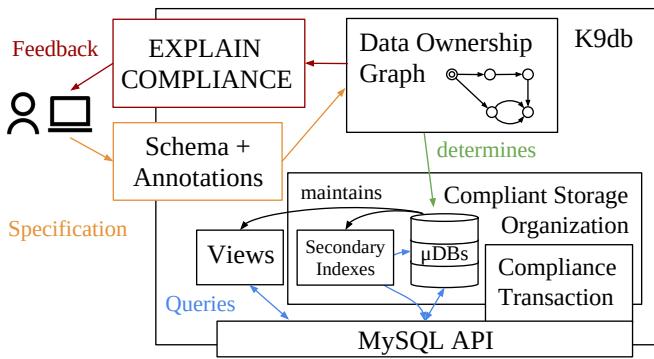 Feedback
EXPLAIN
COMPLIANCE
Data Ownership
Graph
K9db
Schema +
Annotations
determines
Specification
maintains
Compliant Storage
Organization
Views
Secondary
Indexes
μDBs
Compliance
Transaction
Queries
MySQL API